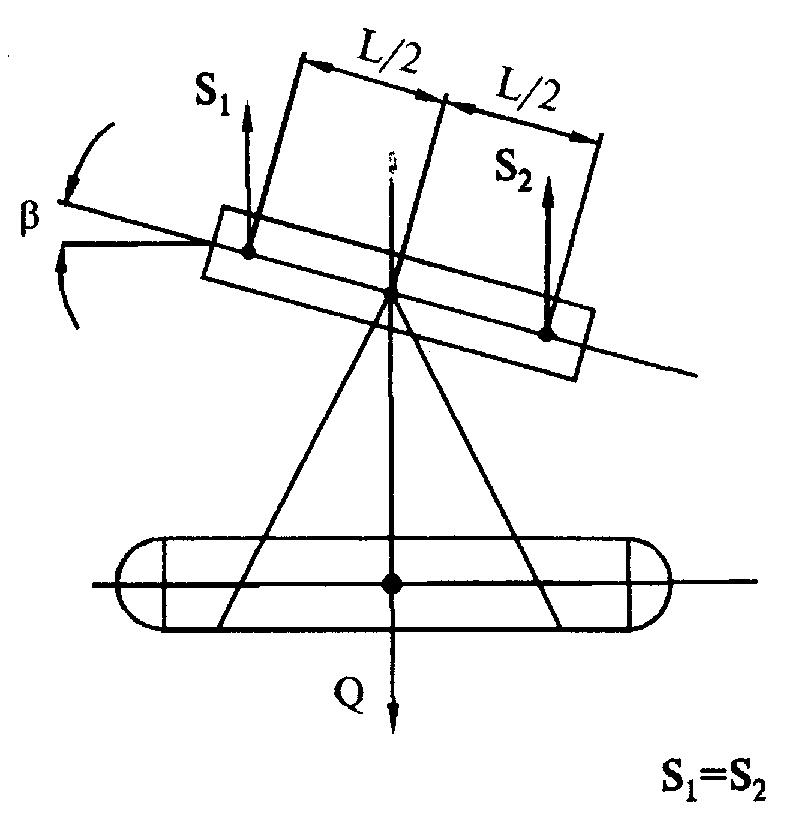 L/2
L/2
S₁
S₂
β
Q
S₁=S₂